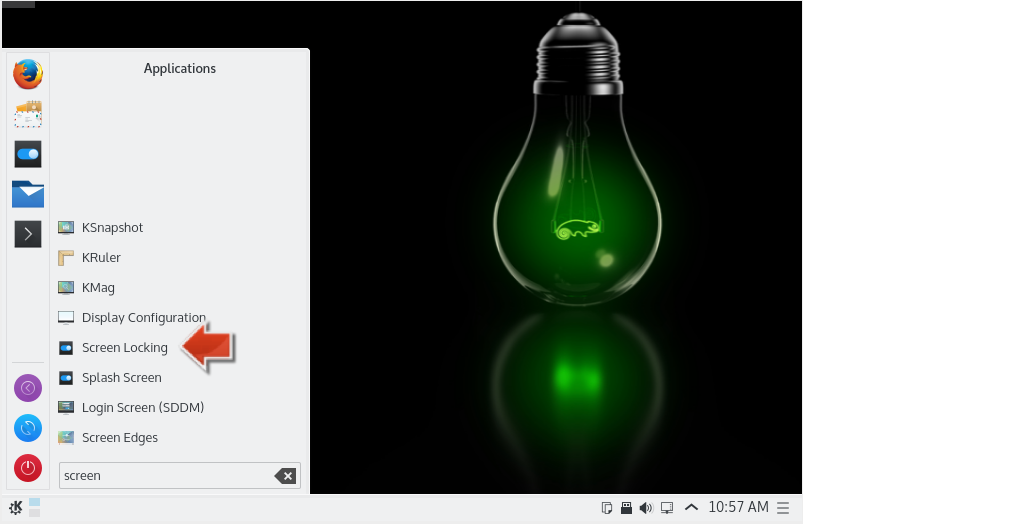 Applications
KSnapshot
KRuler
KMag
Display Configuration
Screen Locking
Splash Screen
Login Screen (SDDM)
Screen Edges
screen
10:57 AM